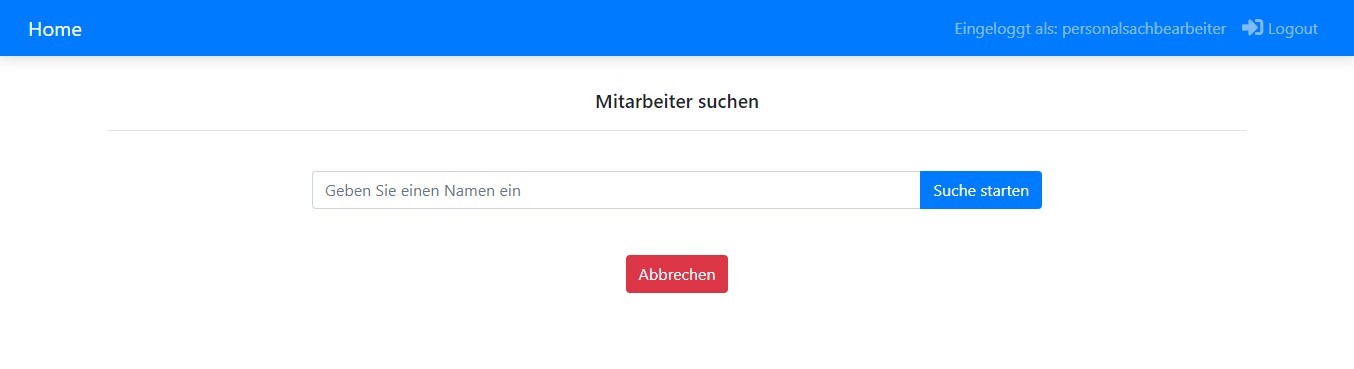 Home
Eingeloggt als: personalsachbearbeiter Logout
Mitarbeiter suchen
Geben Sie einen Namen ein Suche starten
Abbrechen